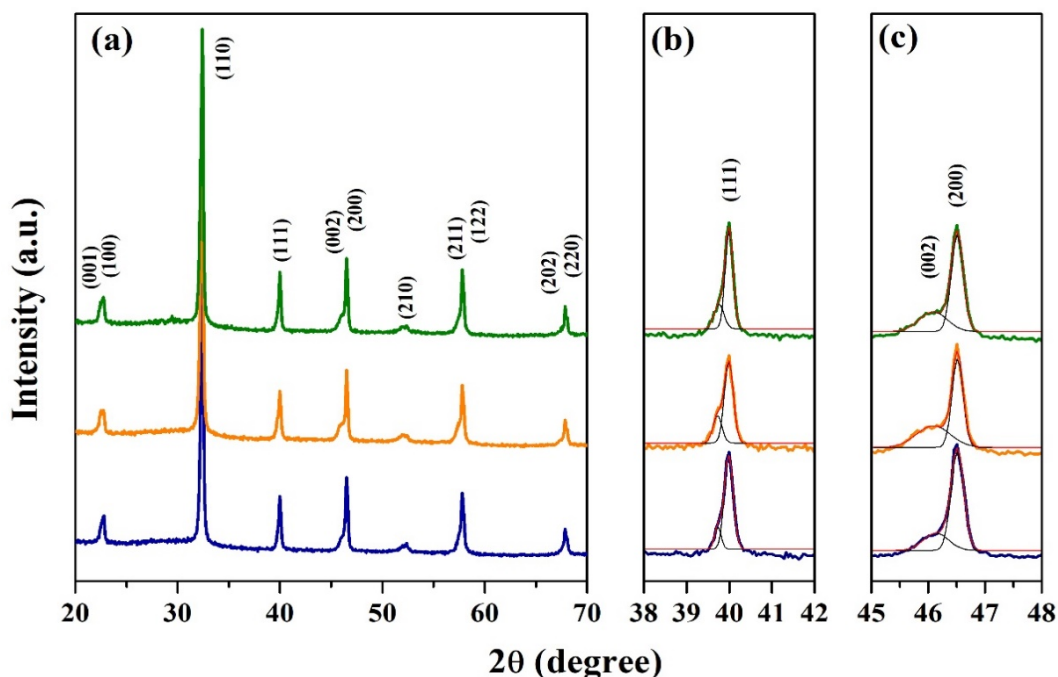 (a)
(b)
(c)
Intensity (a.u.)
(001)
(100)
(110)
(111)
(002)
(200)
(210)
(211)
(122)
(202)
(220)
(111)
(002)
(200)
20 30 40 50 60 70
38 39 40 41 42
45 46 47 48
2θ (degree)